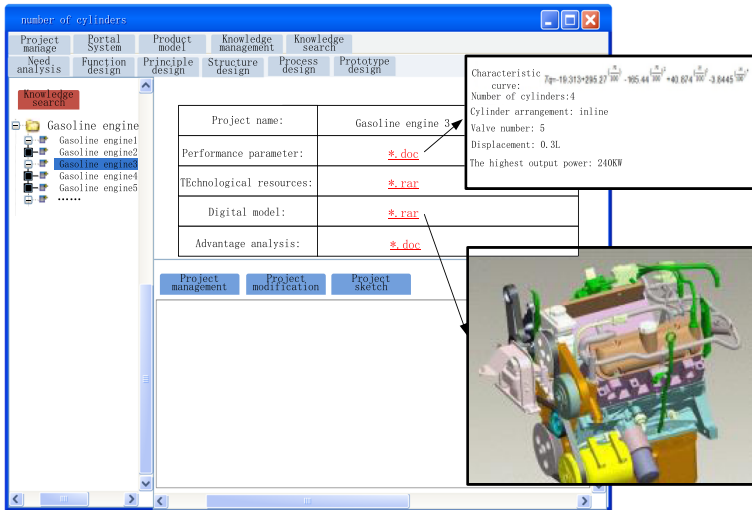 number of cylinders
Project manage
Portal System
Product model
Knowledge management
Knowledge search
Need analysis
Function design
Principle design
Structure design
Process design
Prototype design
Knowledge search
Gasoline engine
Gasoline engine1
Gasoline engine2
Gasoline engine3
Gasoline engine4
Gasoline engine5
......
Project name:
Gasoline engine 3
Performance parameter:
*.doc
TEchnological resources:
*.rar
Digital model:
*.rar
Advantage analysis:
*.doc
Project management
Project modification
Project sketch
Characteristic curve:
Number of cylinders:4
Cylinder arrangement: inline
Valve number: 5
Displacement: 0.3L
The highest output power: 240KW